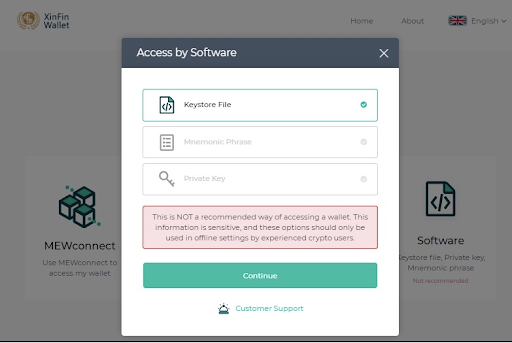 XinFin
Wallet
Home
About
English
Access by Software
Keystore File
Mnemonic Phrase
Private Key
This is NOT a recommended way of accessing a wallet. This
information is sensitive, and these options should only be
used in offline settings by experienced crypto users.
Continue
Customer Support
MEWconnect
Use MEWconnect to
access my wallet
Software
Keystore file, Private key,
Mnemonic phrase
Not recommended